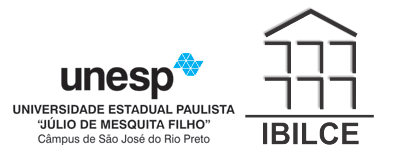 unesp
UNIVERSIDADE ESTADUAL PAULISTA
“JÚLIO DE MESQUITA FILHO”
Câmpus de São José do Rio Preto
IBILCE